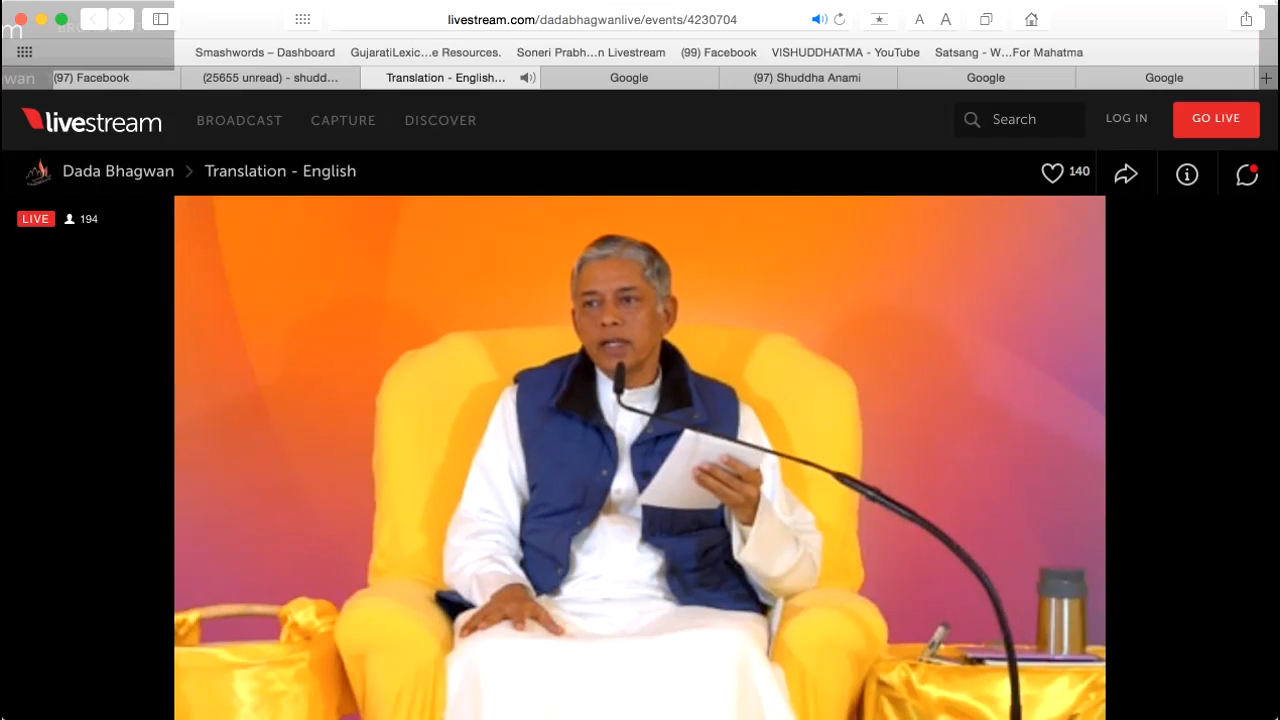 livestream.com/dadabhagwanlive/events/4230704 A A
Smashwords – Dashboard GujaratiLexic...e Resources. Soneri Prabh...n Livestream (99) Facebook VISHUDDHATMA - YouTube Satsang - W...For Mahatma
wan (97) Facebook (25655 unread) - shudd... Translation - English... Google (97) Shuddha Anami Google Google
livestream BROADCAST CAPTURE DISCOVER Search LOG IN GO LIVE
Dada Bhagwan Translation - English 140
LIVE 194